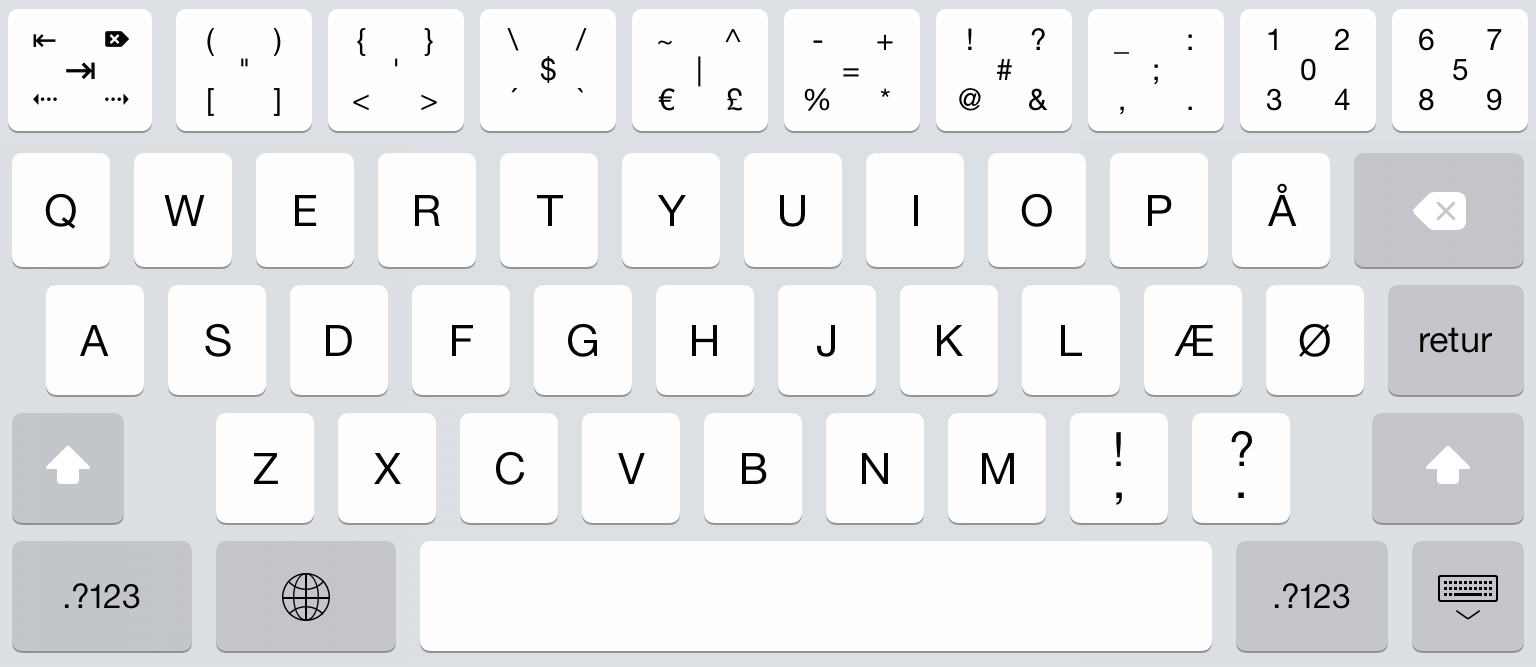 ( ) { } \ / ~ ^ - + ! ? _ : 1 2 6 7
" ' $ | = # ; 0 5
[ ] < > ´ ` € £ % * @ & , . 3 4 8 9
Q W E R T Y U I O P Å
A S D F G H J K L Æ Ø retur
Z X C V B N M ! , ? .
.?123 .?123